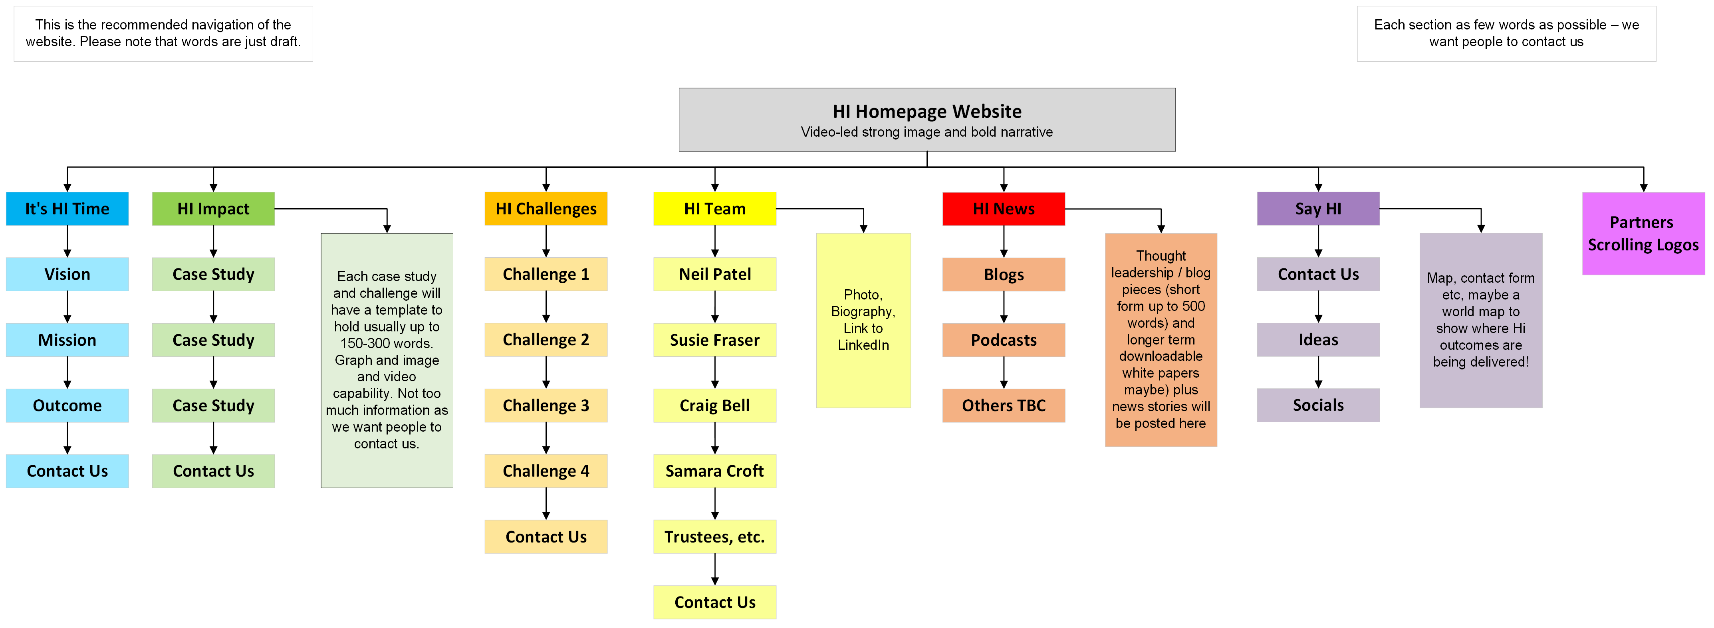 This is the recommended navigation of the
website. Please note that words are just draft.
Each section as few words as possible – we
want people to contact us
HI Homepage Website
Video-led strong image and bold narrative
It's HI Time
Vision
Mission
Outcome
Contact Us
HI Impact
Case Study
Case Study
Case Study
Contact Us
Each case study
and challenge will
have a template to
hold usually up to
150-300 words.
Graph and image
and video
capability. Not too
much information as
we want people to
contact us.
HI Challenges
Challenge 1
Challenge 2
Challenge 3
Challenge 4
Contact Us
HI Team
Neil Patel
Susie Fraser
Craig Bell
Samara Croft
Trustees, etc.
Contact Us
Photo,
Biography,
Link to
LinkedIn
HI News
Blogs
Podcasts
Others TBC
Thought
leadership / blog
pieces (short
form up to 500
words) and
longer term
downloadable
white papers
maybe) plus
news stories will
be posted here
Say HI
Contact Us
Ideas
Socials
Map, contact form
etc, maybe a
world map to
show where Hi
outcomes are
being delivered!
Partners
Scrolling Logos